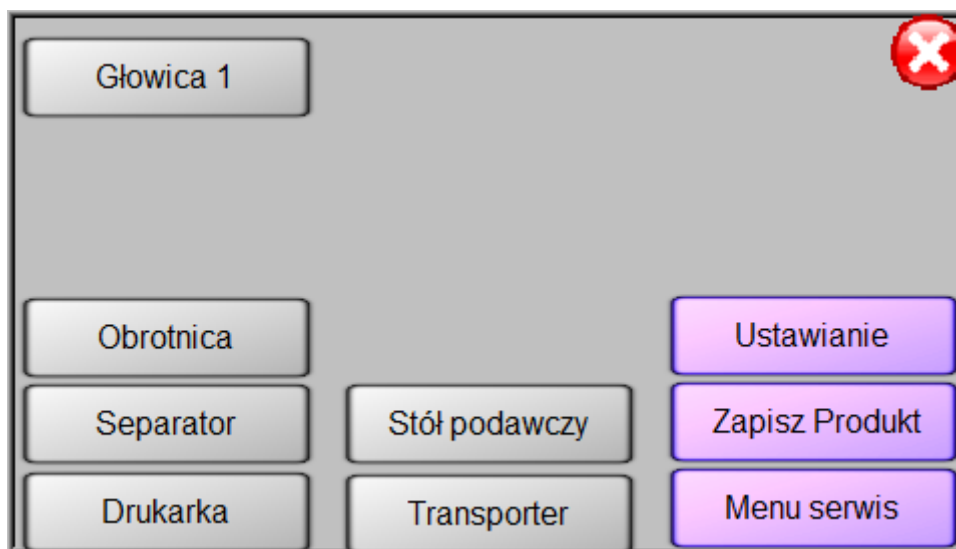 Głowica 1
Obrotnica
Ustawianie
Separator
Stół podawczy
Zapisz Produkt
Drukarka
Transporter
Menu serwis